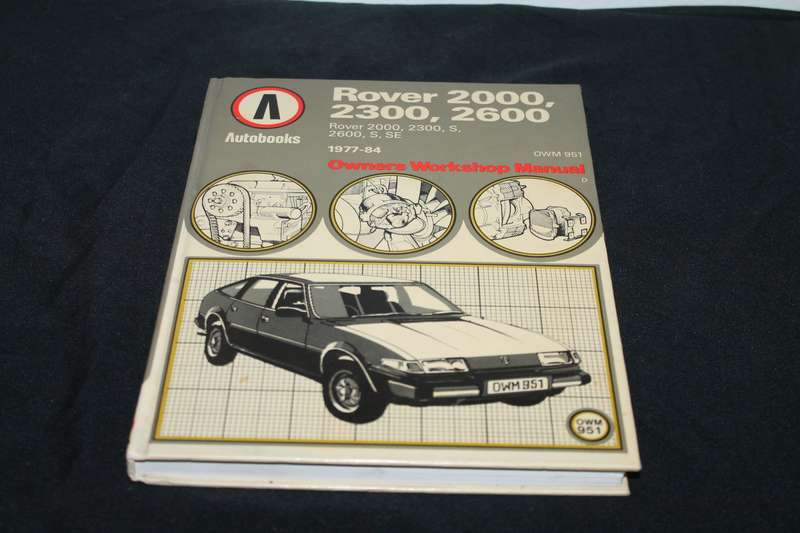 Λ
Autobooks
Rover 2000,
2300, 2600
Rover 2000, 2300, S,
2600, S, SE
1977-84
OWM 951
Owners Workshop Manual
D
OWM 951
OWM
951